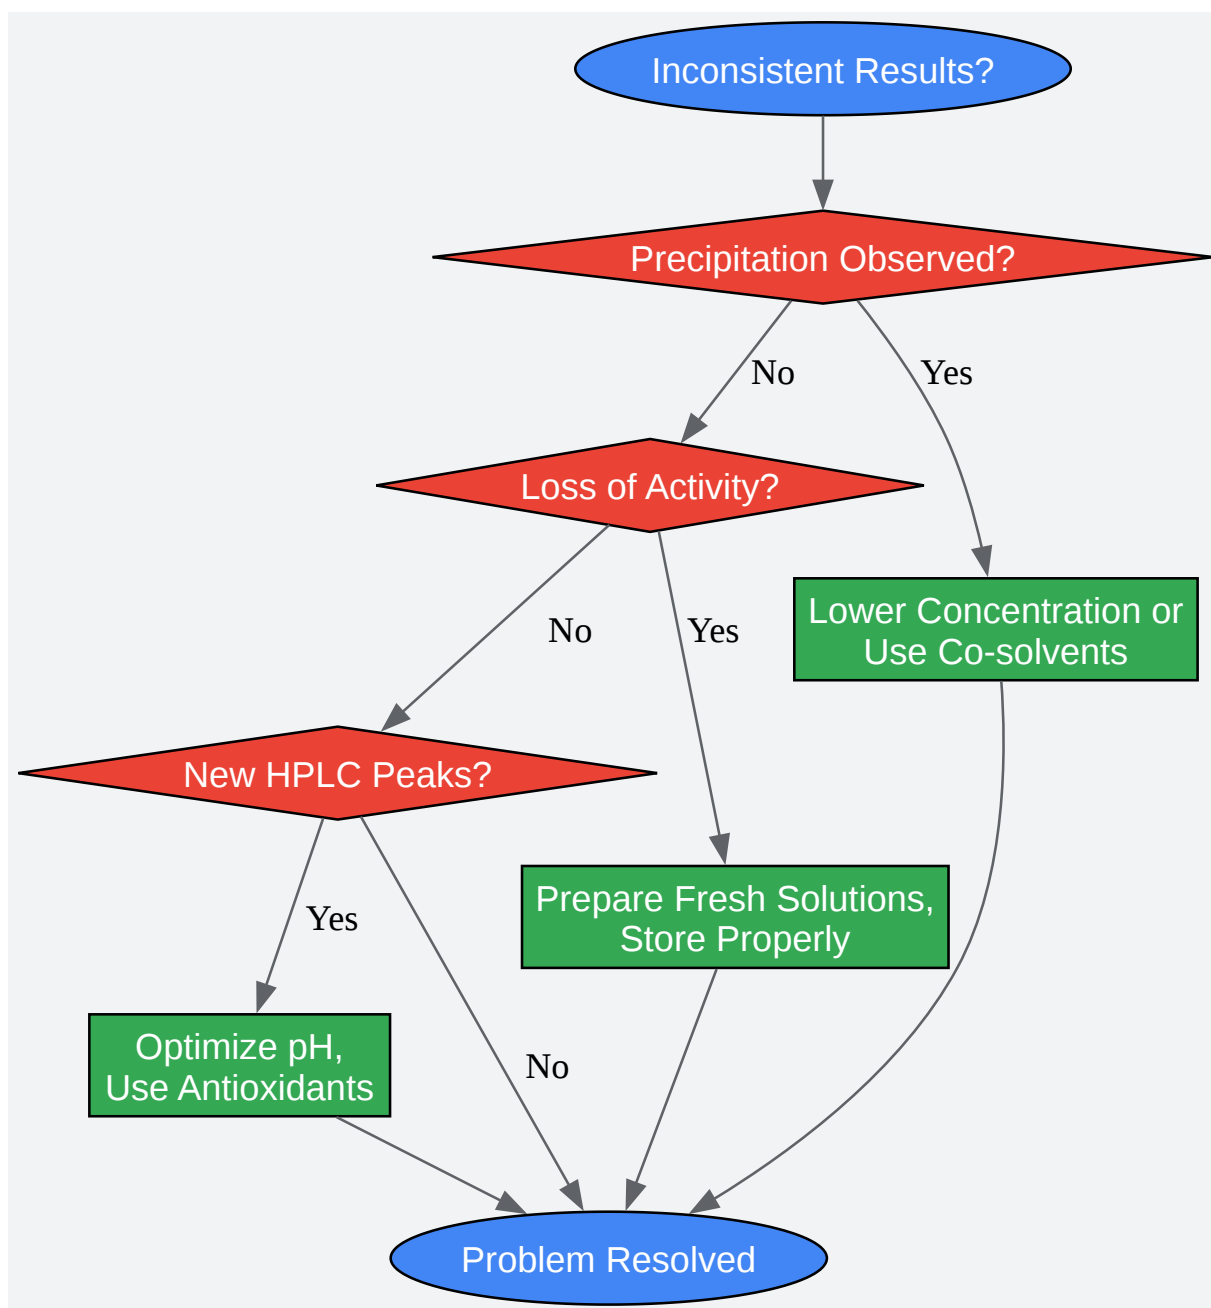 Inconsistent Results?
Precipitation Observed?
No
Yes
Loss of Activity?
Lower Concentration or
Use Co-solvents
No
Yes
New HPLC Peaks?
Prepare Fresh Solutions,
Store Properly
Yes
Optimize pH,
Use Antioxidants
No
Problem Resolved